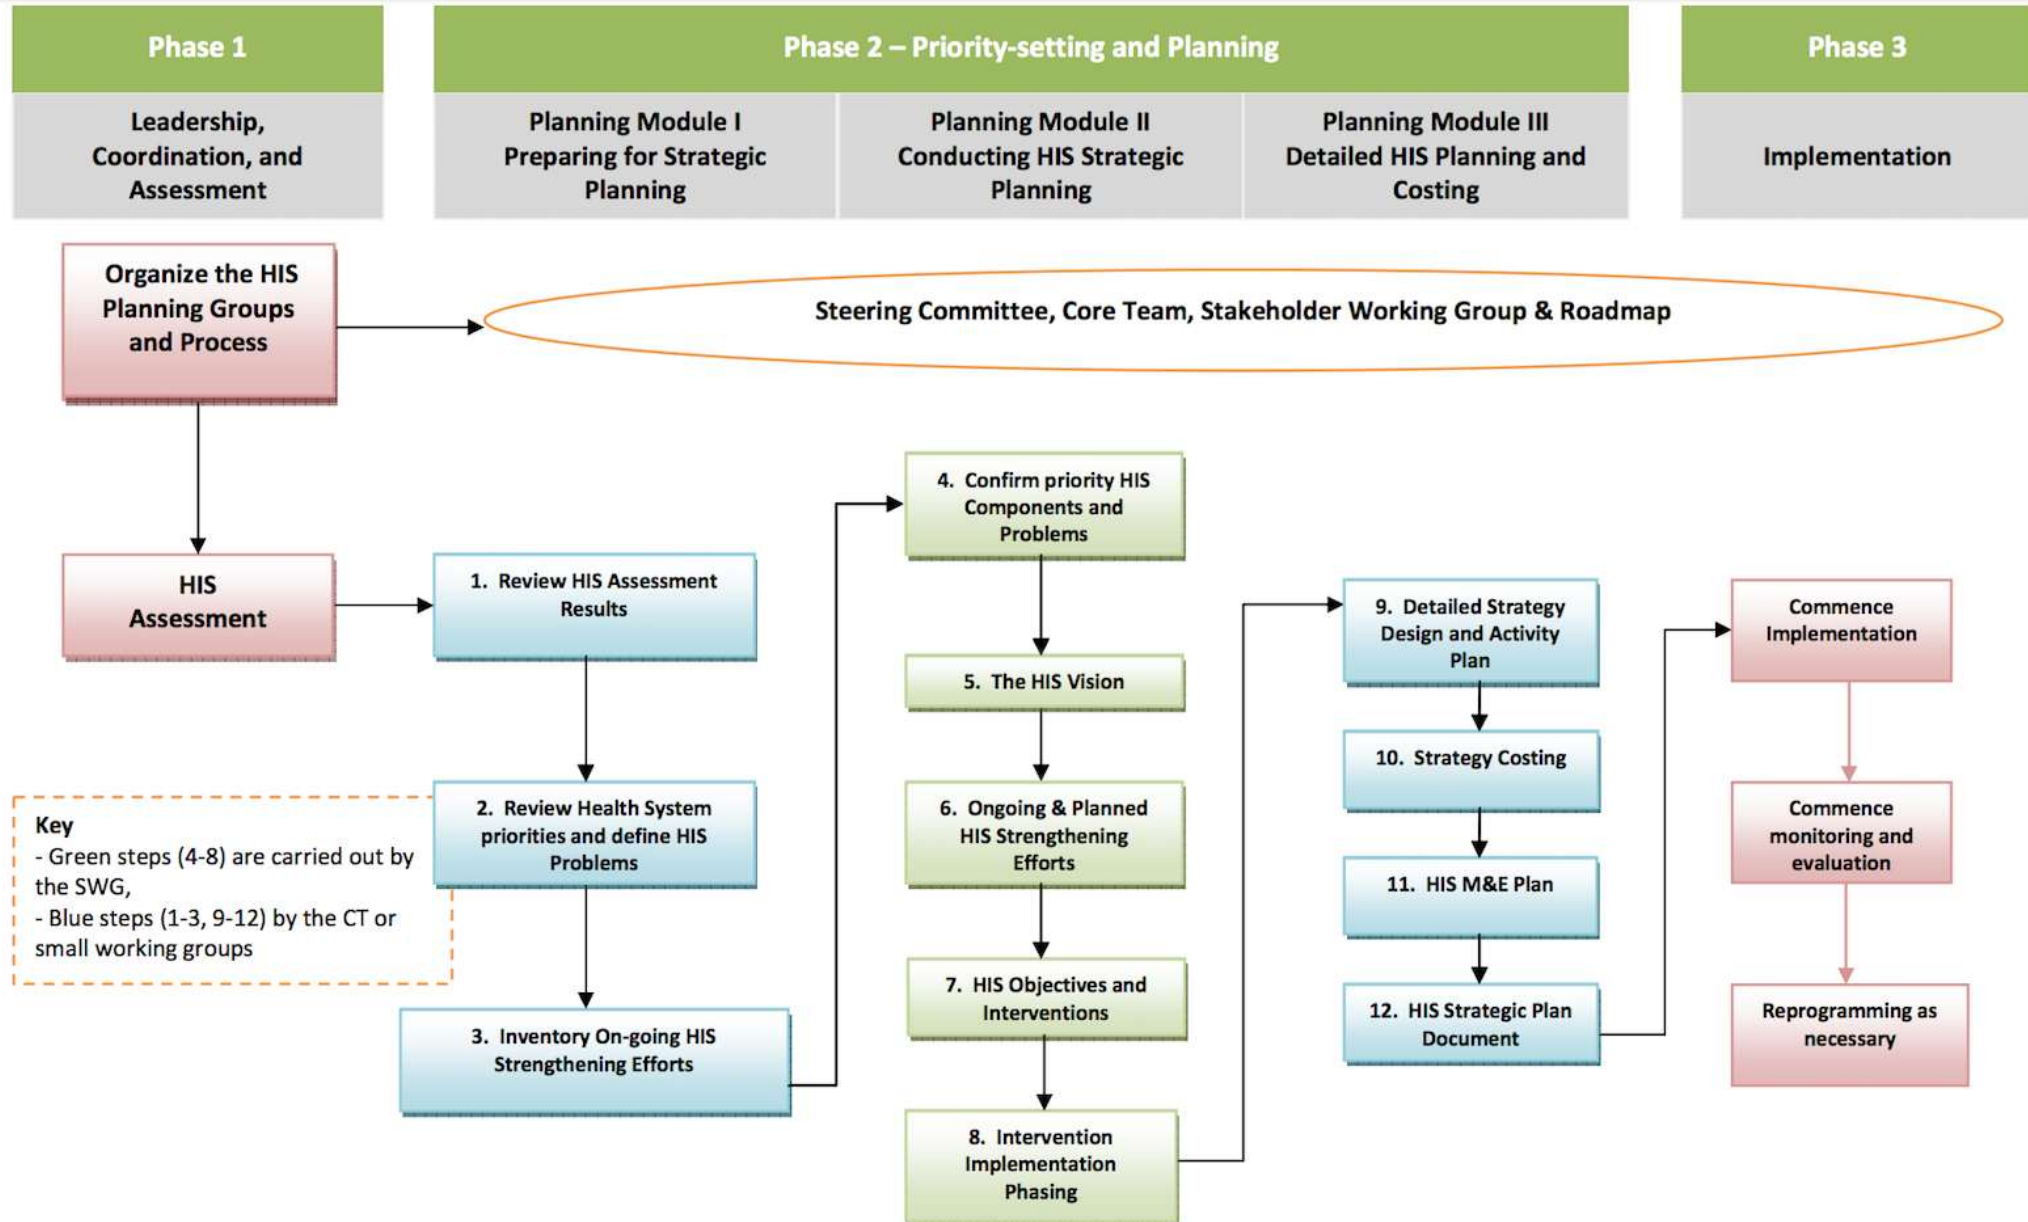 Phase 1
Phase 2 – Priority-setting and Planning
Phase 3
Leadership,
Coordination, and
Assessment
Planning Module I
Preparing for Strategic
Planning
Planning Module II
Conducting HIS Strategic
Planning
Planning Module III
Detailed HIS Planning and
Costing
Implementation
Organize the HIS
Planning Groups
and Process
Steering Committee, Core Team, Stakeholder Working Group & Roadmap
HIS
Assessment
Key
- Green steps (4-8) are carried out by
the SWG,
- Blue steps (1-3, 9-12) by the CT or
small working groups
1. Review HIS Assessment
Results
2. Review Health System
priorities and define HIS
Problems
3. Inventory On-going HIS
Strengthening Efforts
4. Confirm priority HIS
Components and
Problems
5. The HIS Vision
6. Ongoing & Planned
HIS Strengthening
Efforts
7. HIS Objectives and
Interventions
8. Intervention
Implementation
Phasing
9. Detailed Strategy
Design and Activity
Plan
10. Strategy Costing
11. HIS M&E Plan
12. HIS Strategic Plan
Document
Commence
Implementation
Commence
monitoring and
evaluation
Reprogramming as
necessary